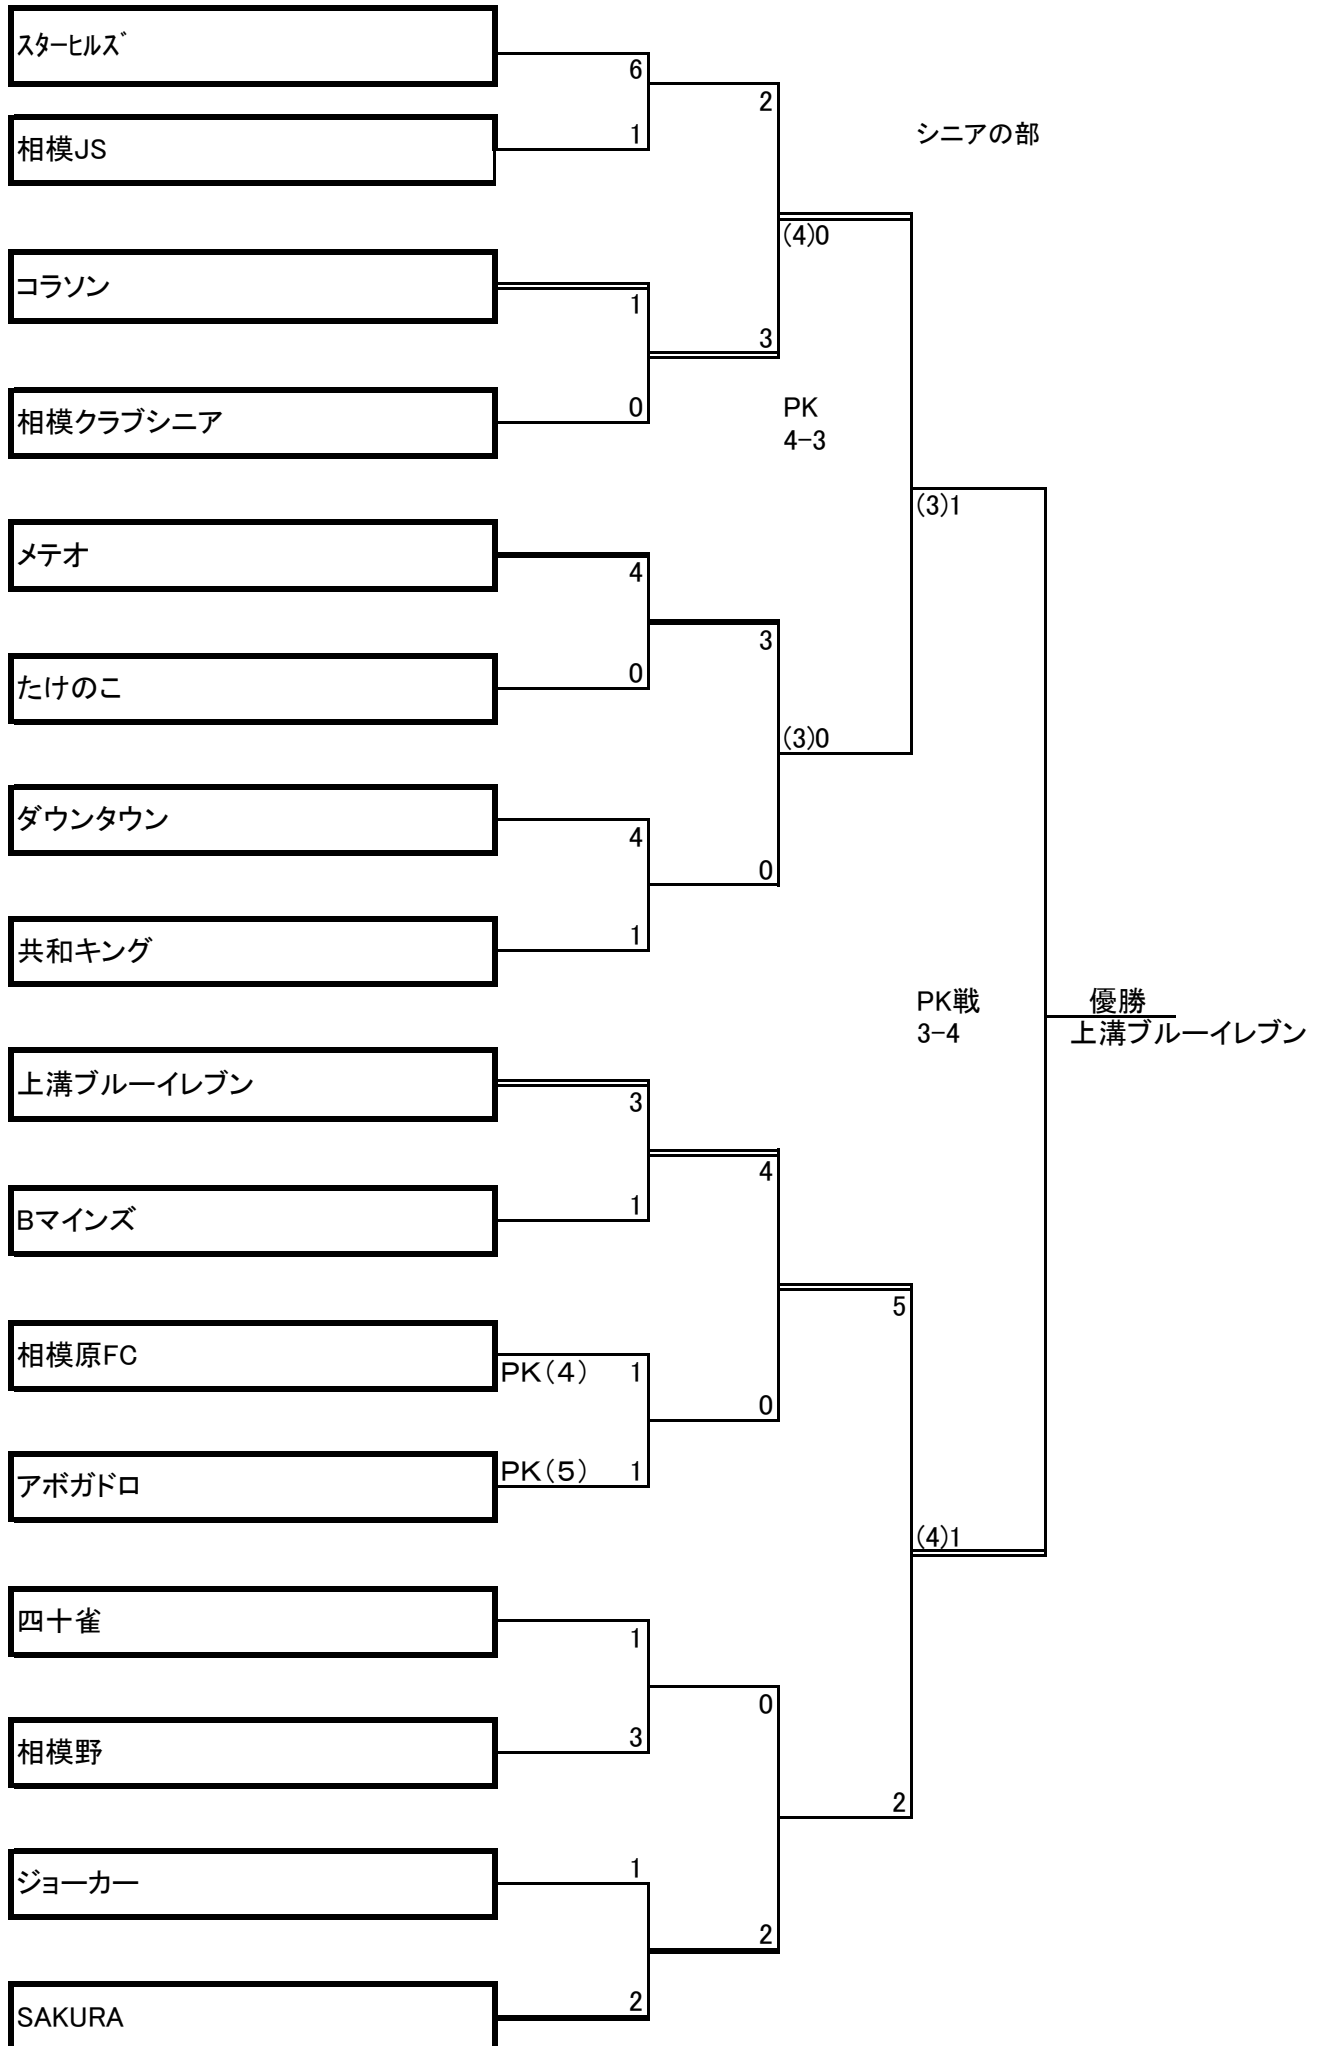 スターヒルズ
6
2
相模JS
1
シニアの部
(4)0
コラソン
1
3
相模クラブシニア
0
PK
4-3
(3)1
メテオ
4
3
たけのこ
0
(3)0
ダウンタウン
4
0
共和キング
1
PK戦
3-4
優勝
上溝ブルーイレブン
上溝ブルーイレブン
3
4
Bマインズ
1
5
相模原FC
PK(4) 1
0
アボガドロ
PK(5) 1
(4)1
四十雀
1
0
相模野
3
2
ジョーカー
1
2
SAKURA
2